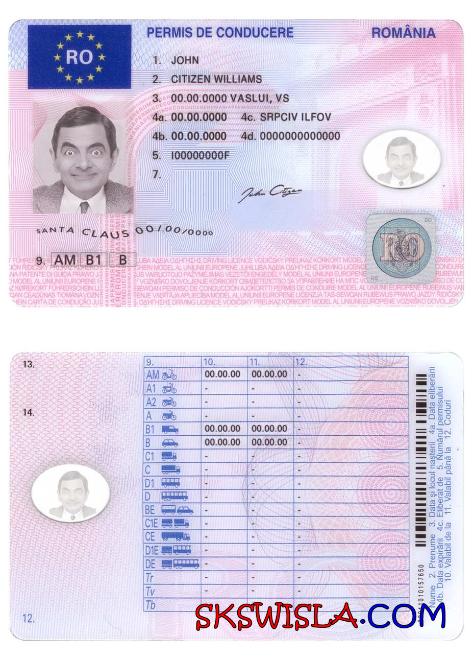 PERMIS DE CONDUCERE ROMÂNIA
RO
1. JOHN
2. CITIZEN WILLIAMS
3. 00.00.0000 VASLUI, VS
4a. 00.00.0000 4c. SRPCIV ILFOV
4b. 00.00.0000 4d. 0000000000000
5. I00000000F
7.
John Citizen
SANTA CLAUS 00/00/0000
RO
9. AM B1 B
13.
14.
12.
9. 10. 11. 12.
AM 00.00.00 00.00.00 -
A1 - - -
A2 - - -
A - - -
B1 00.00.00 00.00.00 -
B 00.00.00 00.00.00 -
C1 - - -
C - - -
D1 - - -
D - - -
BE - - -
C1E - - -
CE - - -
D1E - - -
DE - - -
Tr - - -
Tv - -
Tb - -
2. Prenume 3. Data şi locul naşterii 4a. Data eliberării
4b. Data expirării 4c. Eliberat de 5. Numărul permisului
10. Valabil de la 11. Valabil până la 12. Coduri
SKSWISLA.COM